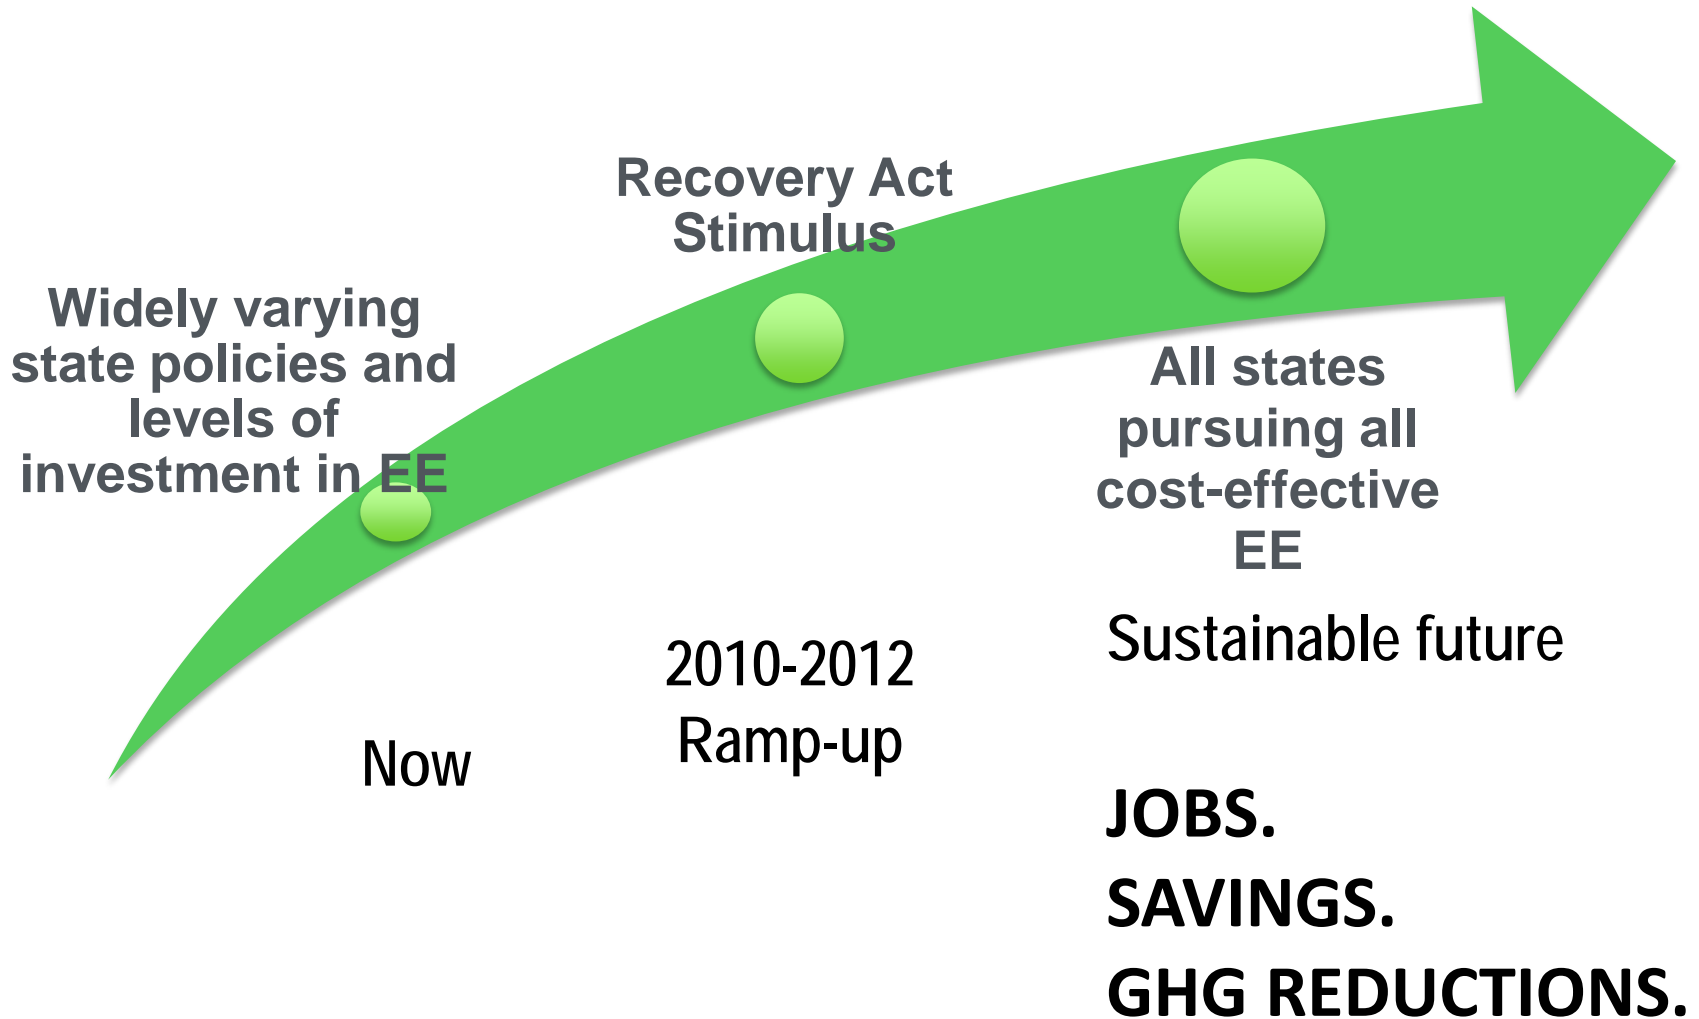 Widely varying
state policies and
levels of
investment in EE
Now
Recovery Act
Stimulus
2010-2012
Ramp-up
All states
pursuing all
cost-effective
EE
Sustainable future
JOBS.
SAVINGS.
GHG REDUCTIONS.